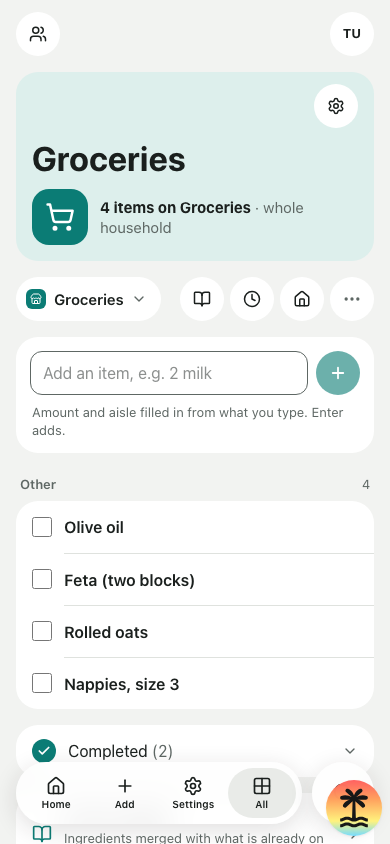 TU
Groceries
4 items on Groceries · whole
household
Groceries
Add an item, e.g. 2 milk
Amount and aisle filled in from what you type. Enter
adds.
Other 4
Olive oil
Feta (two blocks)
Rolled oats
Nappies, size 3
Completed (2)
Home Add Settings All
Ingredients merged with what is already on